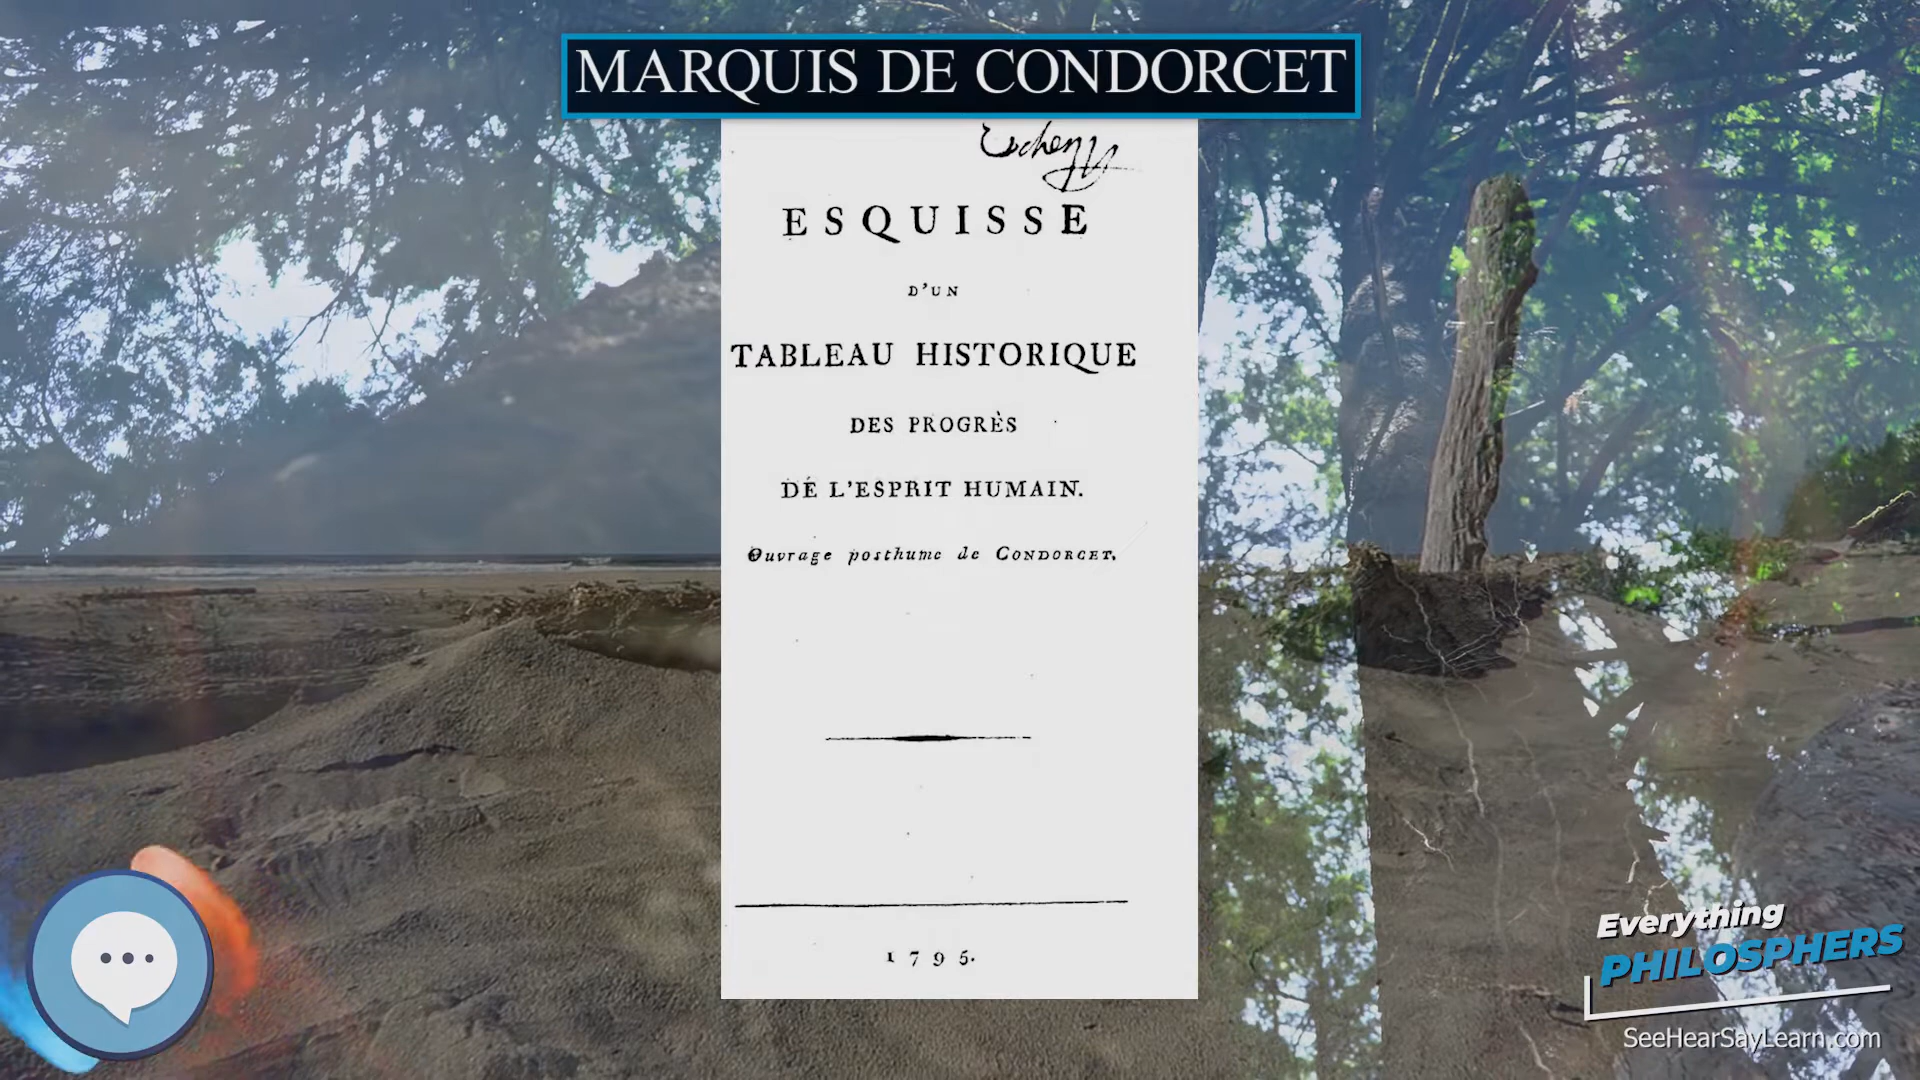 MARQUIS DE CONDORCET
ESQUISSE
D'UN
TABLEAU HISTORIQUE
DES PROGRÈS
DÉ L'ESPRIT HUMAIN.
Ouvrage posthume de CONDORCET.
1795.
Everything
PHILOSPHERS
SeeHearSayLearn.com